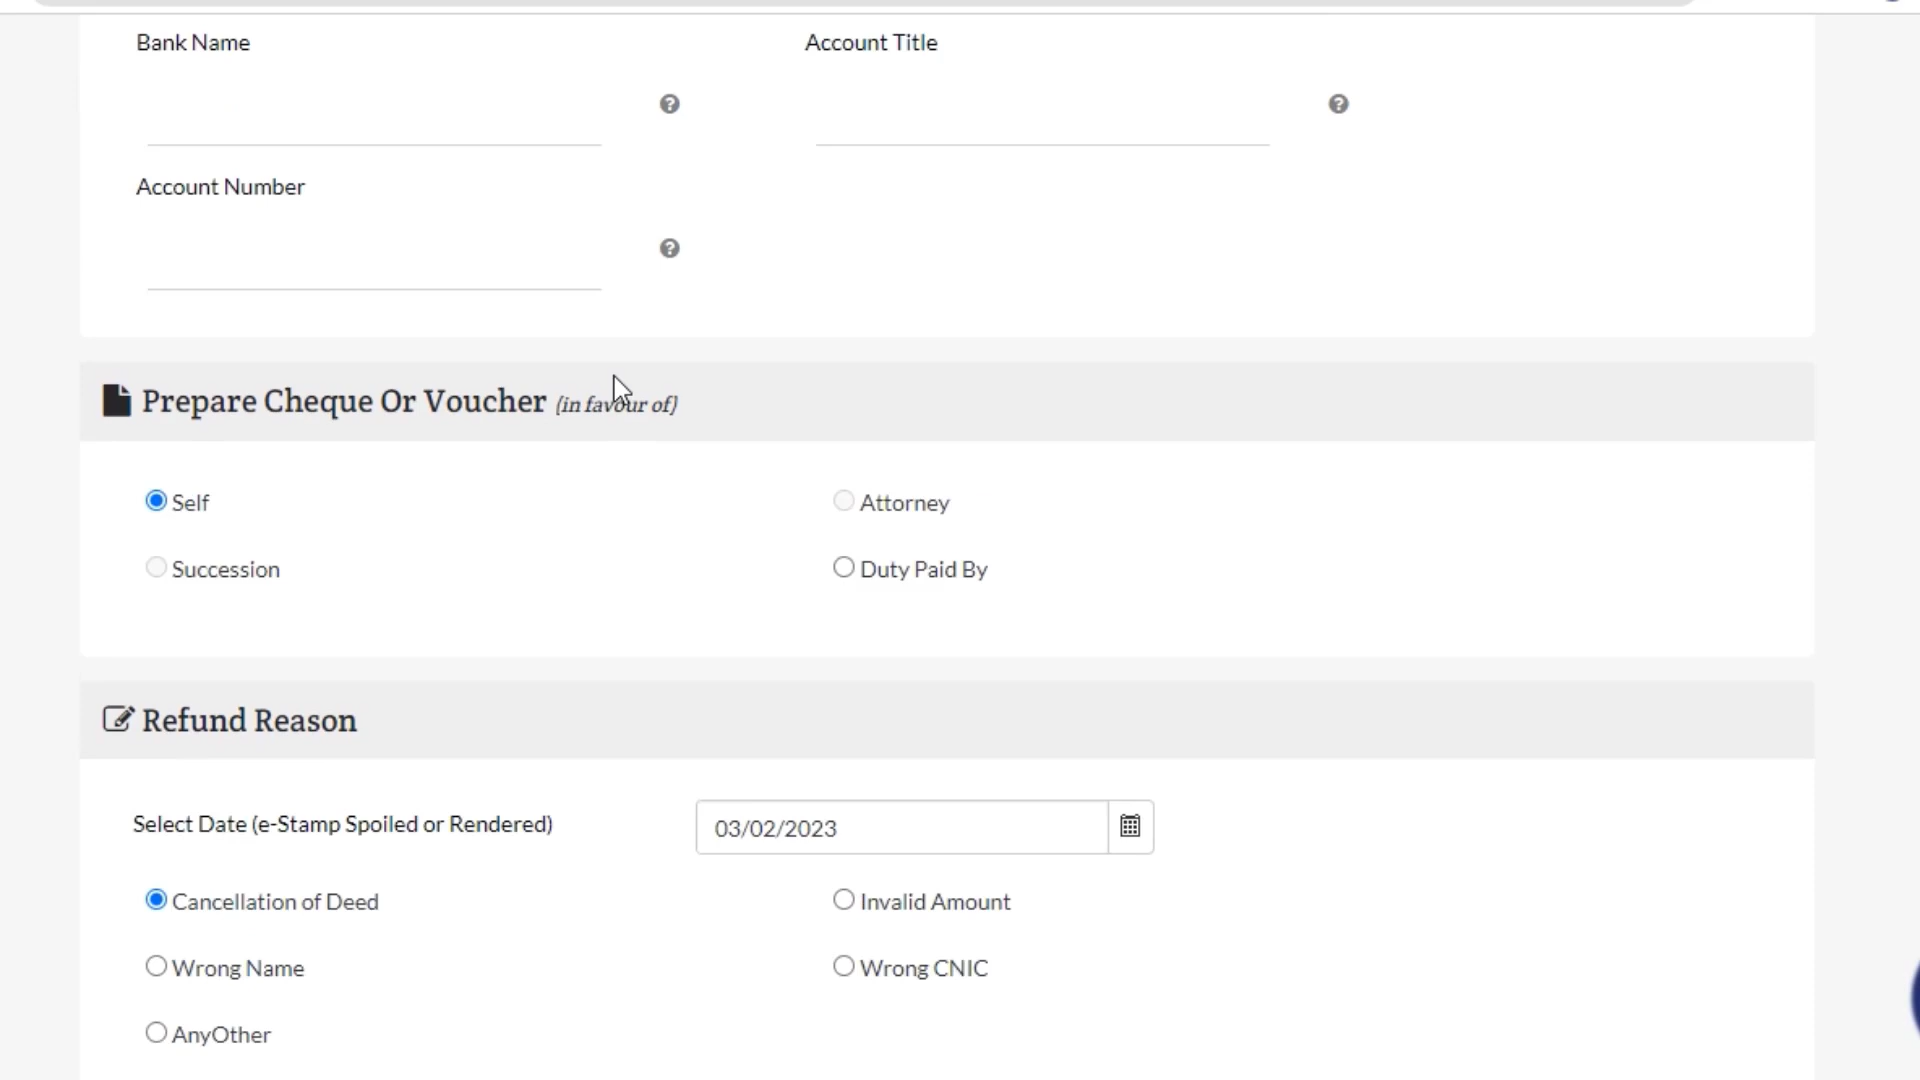 Bank Name
Account Title
Account Number
Prepare Cheque Or Voucher (in favour of)
Self
Attorney
Succession
Duty Paid By
Refund Reason
Select Date (e-Stamp Spoiled or Rendered)
03/02/2023
Cancellation of Deed
Invalid Amount
Wrong Name
Wrong CNIC
AnyOther